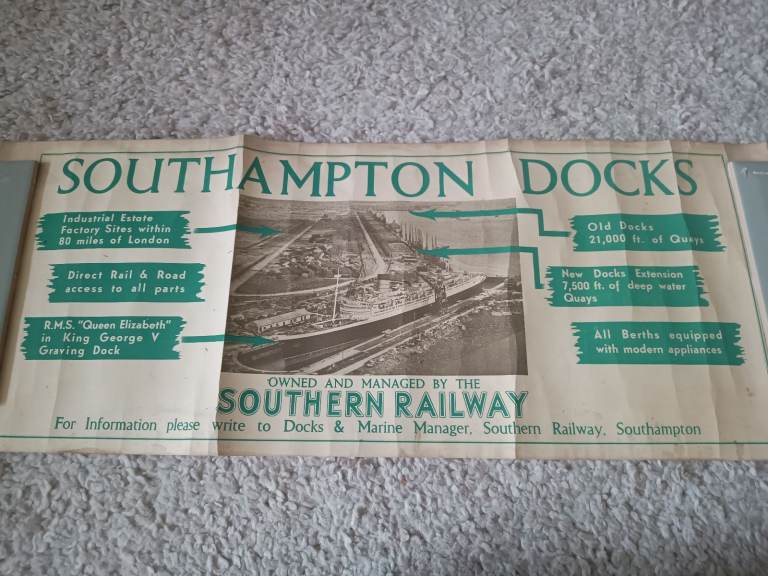 SOUTHAMPTON DOCKS
Industrial Estate
Factory Sites within
80 miles of London
Direct Rail & Road
access to all parts
R.M.S. "Queen Elizabeth"
in King George V
Graving Dock
Old Docks
21,000 ft. of Quays
New Docks Extension
7,500 ft. of deep water
Quays
All Berths equipped
with modern appliances
OWNED AND MANAGED BY THE
SOUTHERN RAILWAY
For Information please write to Docks & Marine Manager, Southern Railway, Southampton